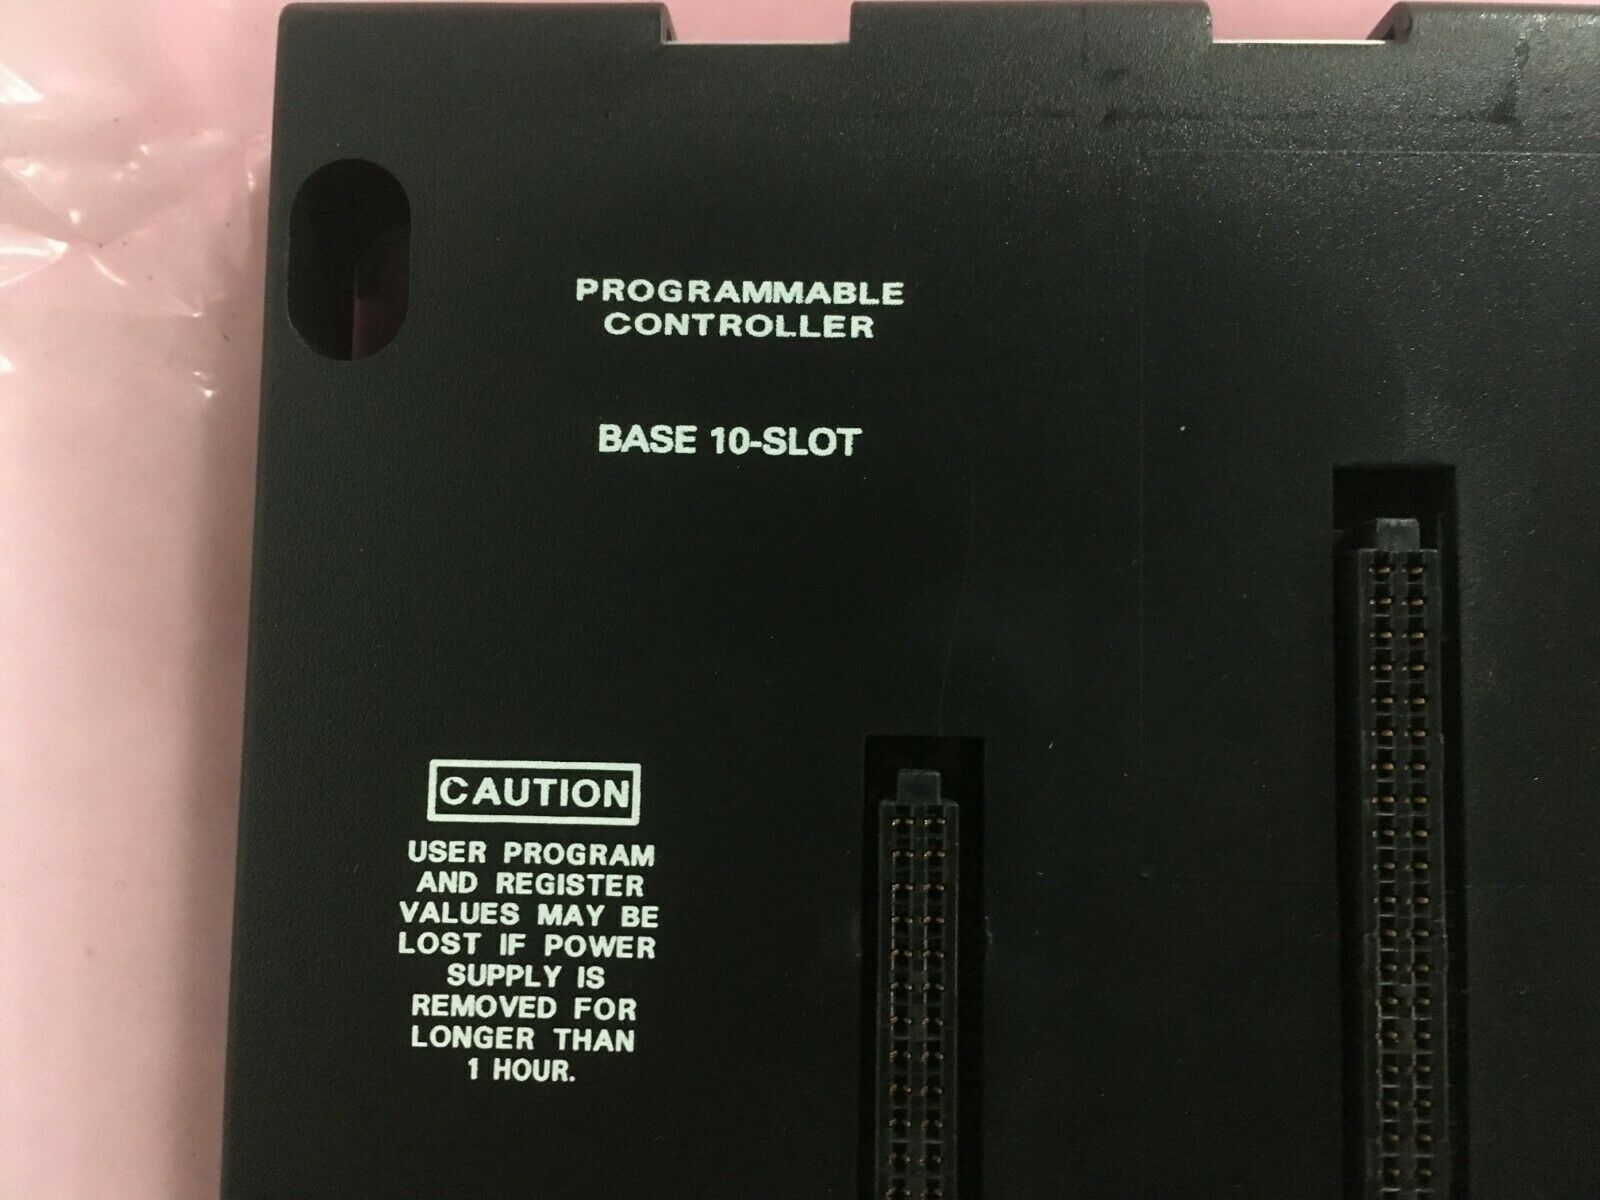 PROGRAMMABLE
CONTROLLER
BASE 10-SLOT
CAUTION
USER PROGRAM
AND REGISTER
VALUES MAY BE
LOST IF POWER
SUPPLY IS
REMOVED FOR
LONGER THAN
1 HOUR.